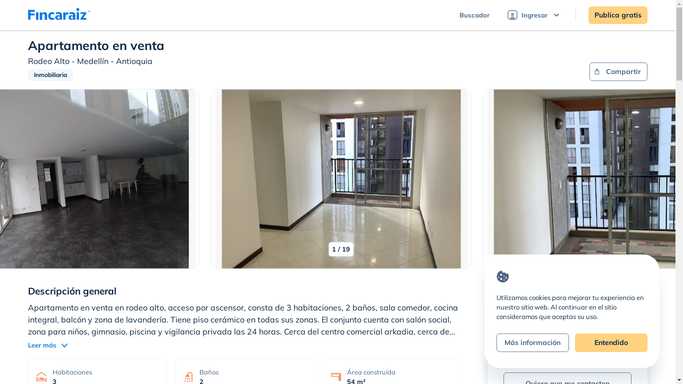 Fincaraiz
Buscador
Ingresar
Publica gratis
Apartamento en venta
Rodeo Alto - Medellín - Antioquia
Inmobiliaria
Compartir
1 / 19
Descripción general
Apartamento en venta en rodeo alto, acceso por ascensor, consta de 3 habitaciones, 2 baños, sala comedor, cocina
integral, balcón y zona de lavandería. Tiene piso cerámico en todas sus zonas. El conjunto cuenta con salón social,
zona para niños, gimnasio, piscina y vigilancia privada las 24 horas. Cerca del centro comercial arkadia, cerca de...
Leer más
Habitaciones
3
Baños
2
Área construida
54 m²
Utilizamos cookies para mejorar tu experiencia en
nuestro sitio web. Al continuar en el sitio
consideramos que aceptas su uso.
Más información
Entendido
Quiero que me contacten